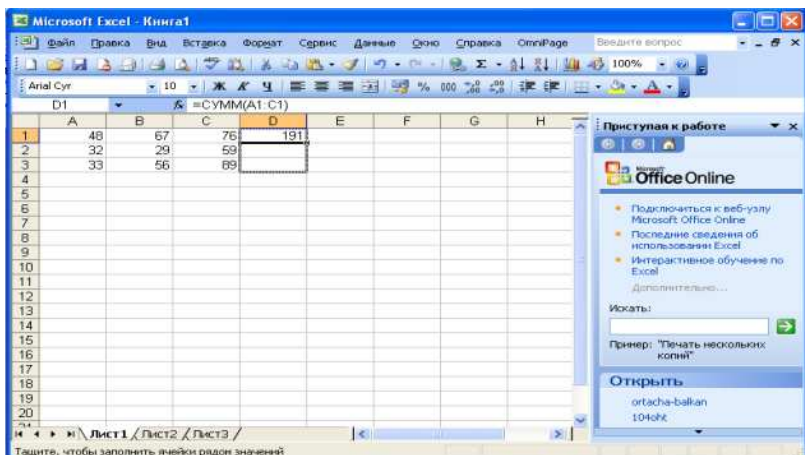 Microsoft Excel - Книга1
Файл Правка Вид Вставка Формат Сервис Данные Окно Справка OmniPage Введите вопрос
100%
Arial Cyr 10 Ж К Ч % 000
D1 fx =СУММ(A1:C1)
A B C D E F G H
1 48 67 76 191
2 32 29 59
3 33 56 89
4
5
6
7
8
9
10
11
12
13
14
15
16
17
18
19
20
Приступая к работе
Office Online
Подключиться к веб-узлу
Microsoft Office Online
Последние сведения об
использовании Excel
Интерактивное обучение по
Excel
Дополнительно...
Искать:
Пример: "Печать нескольких
копий"
Открыть
ortacha-balkan
104oht
Лист1 Лист2 Лист3
Тащите, чтобы заполнить ячейки рядом значений